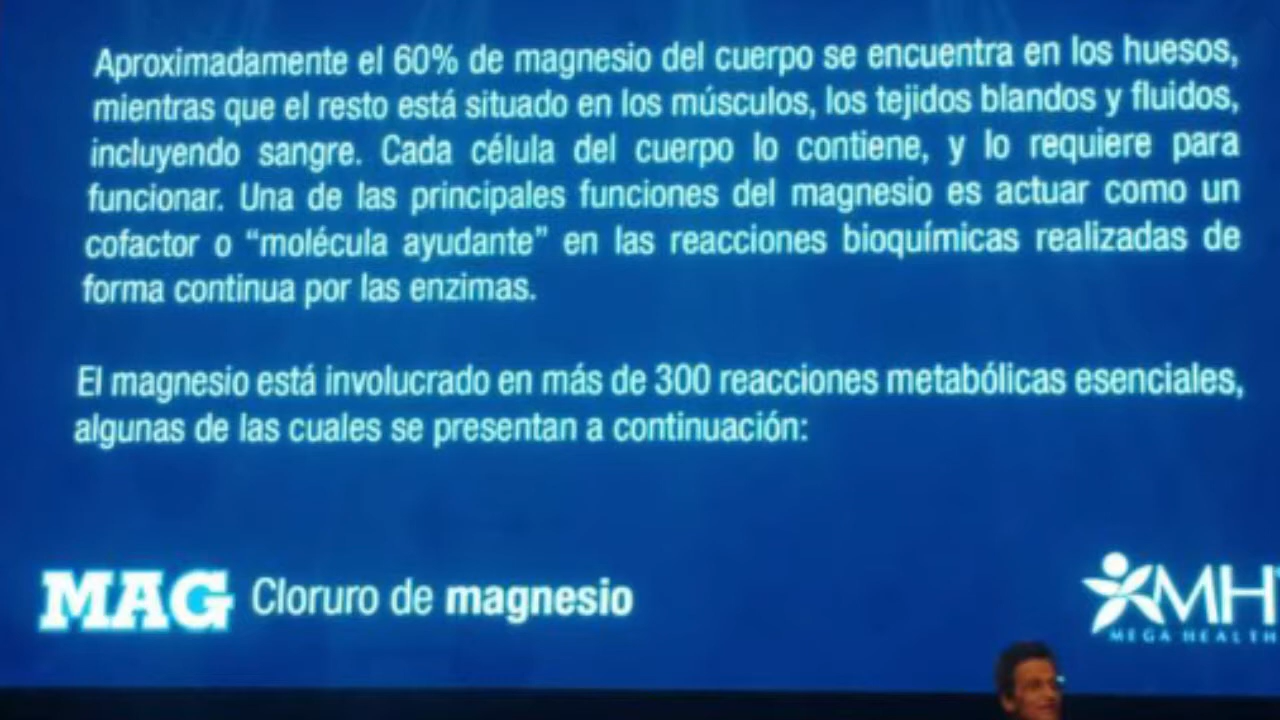 Aproximadamente el 60% de magnesio del cuerpo se encuentra en los huesos,
mientras que el resto está situado en los músculos, los tejidos blandos y fluidos,
incluyendo sangre. Cada célula del cuerpo lo contiene, y lo requiere para
funcionar. Una de las principales funciones del magnesio es actuar como un
cofactor o “molécula ayudante” en las reacciones bioquímicas realizadas de
forma continua por las enzimas.
El magnesio está involucrado en más de 300 reacciones metabólicas esenciales,
algunas de las cuales se presentan a continuación:
MAG Cloruro de magnesio
MH
MEGA HEALTH